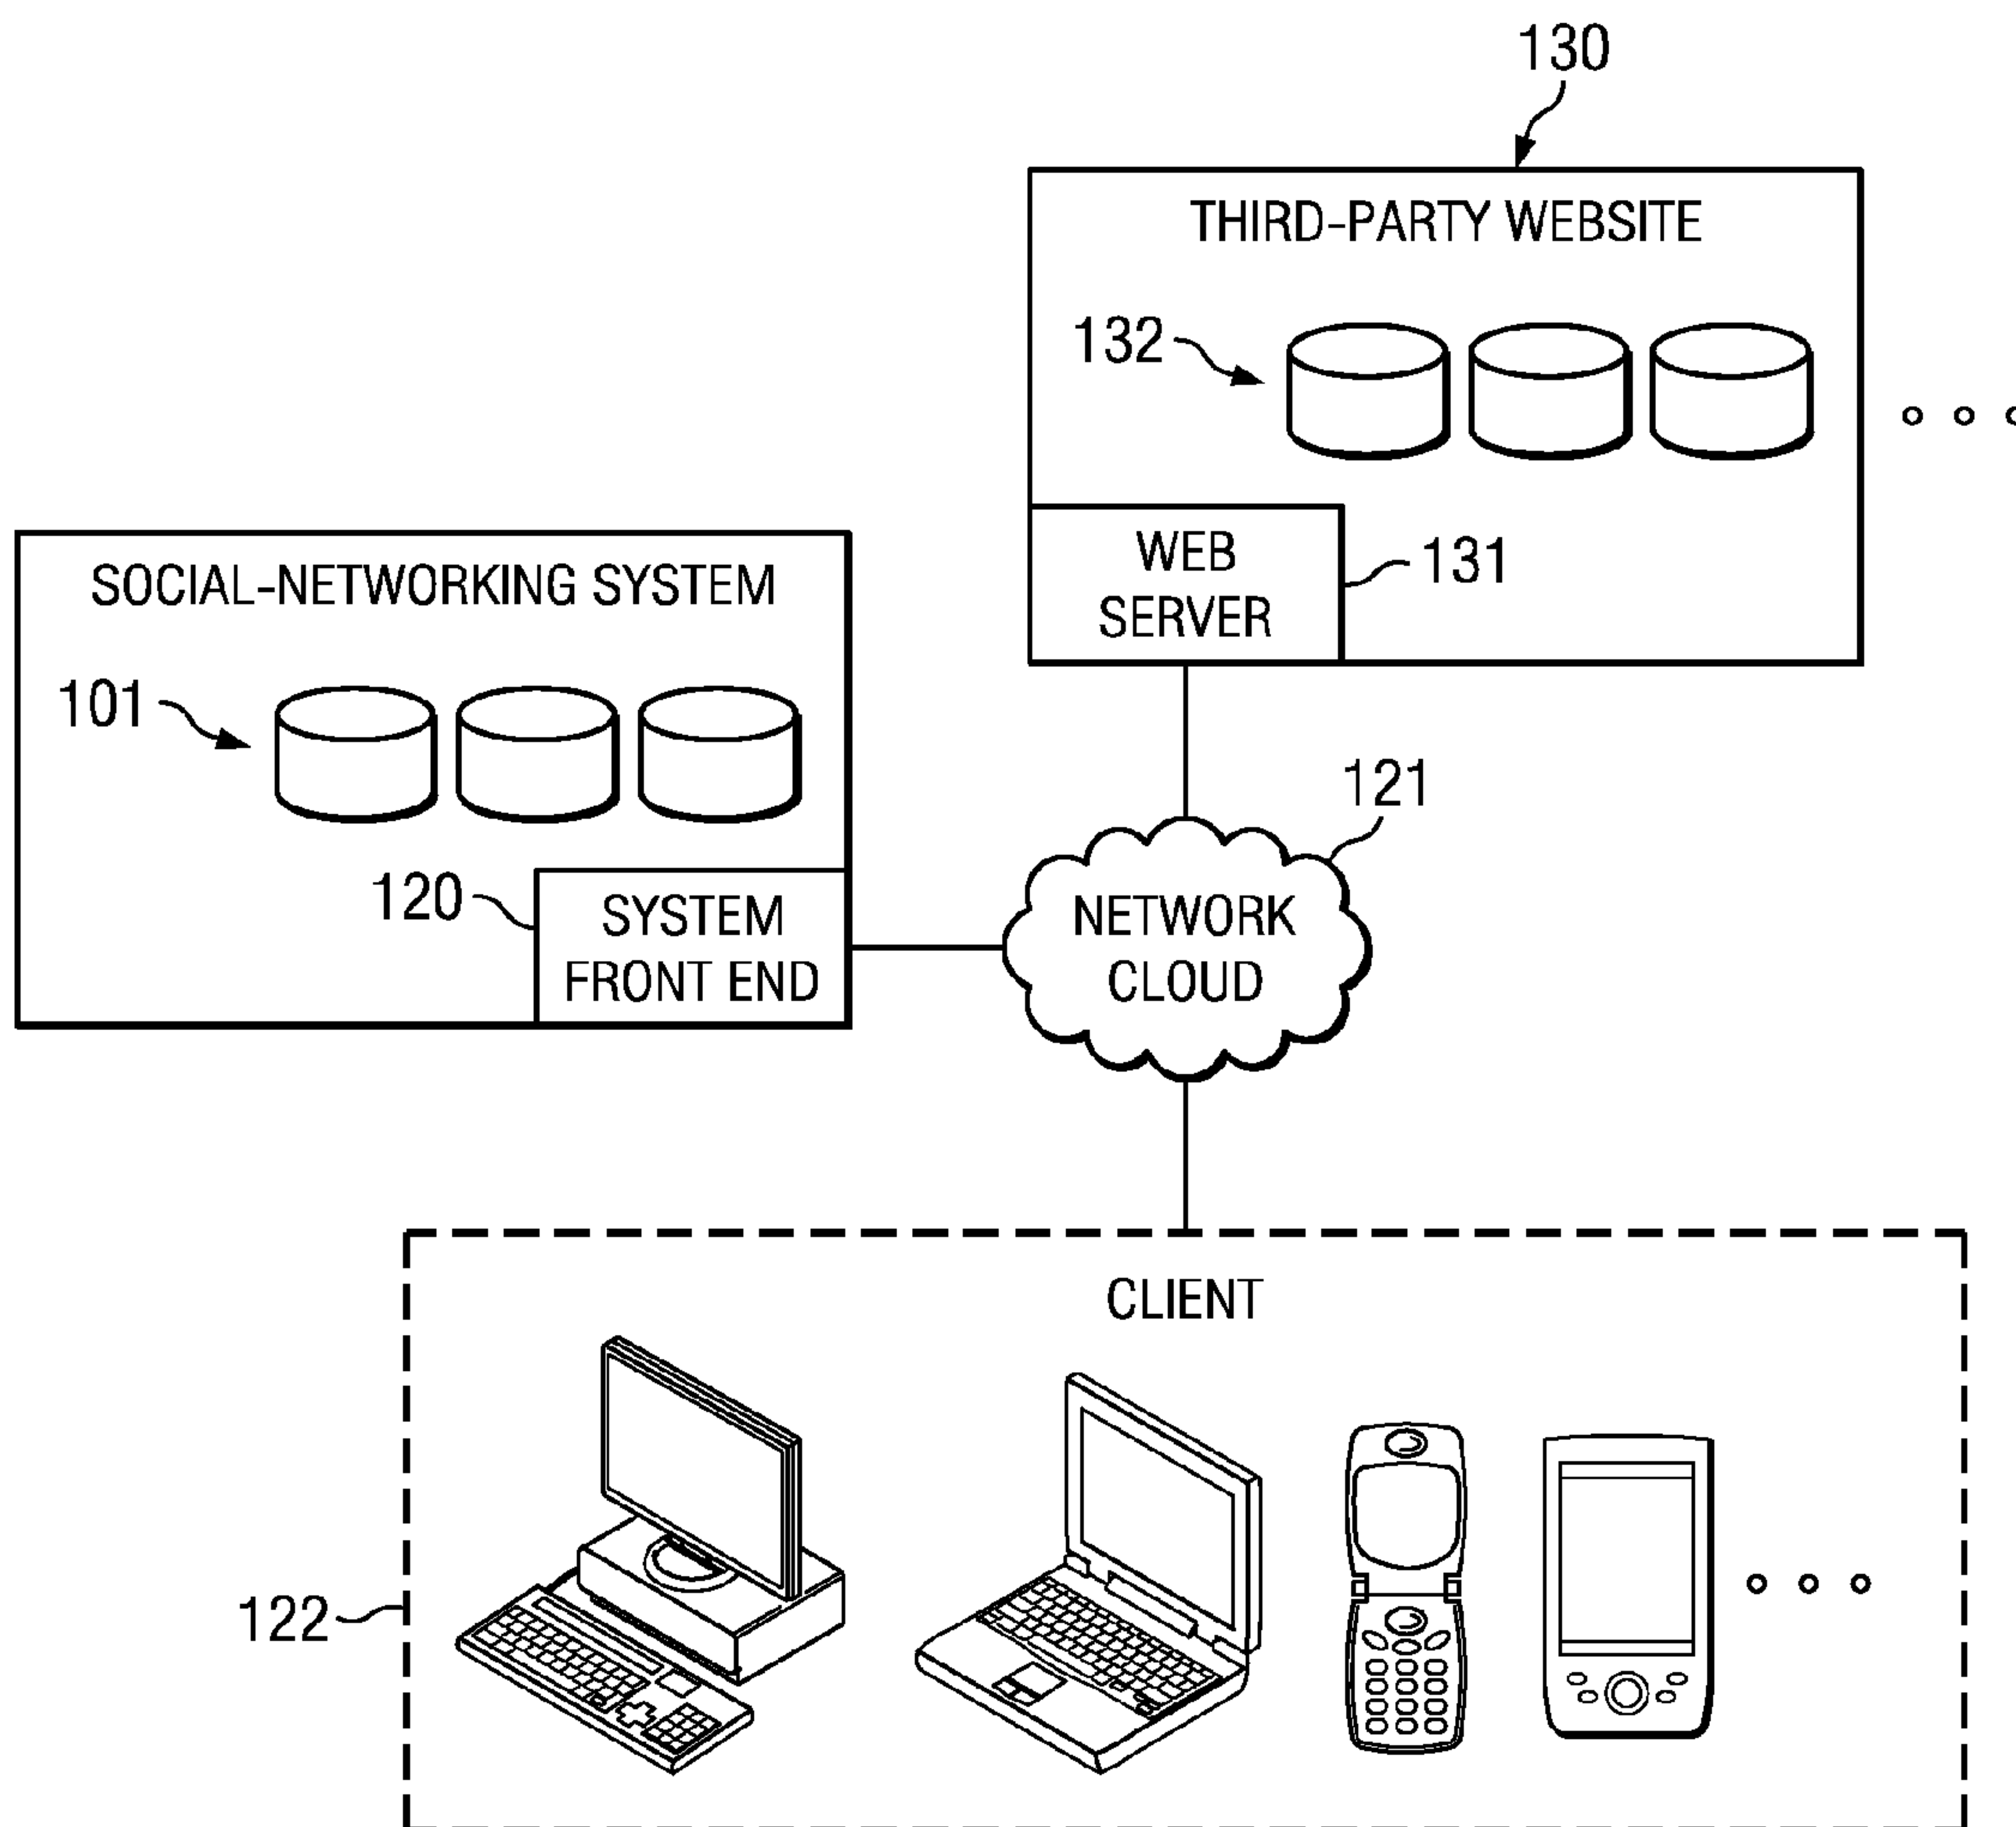 130
THIRD-PARTY WEBSITE
132
WEB
SERVER
131
SOCIAL-NETWORKING SYSTEM
101
120
SYSTEM
FRONT END
121
NETWORK
CLOUD
CLIENT
122